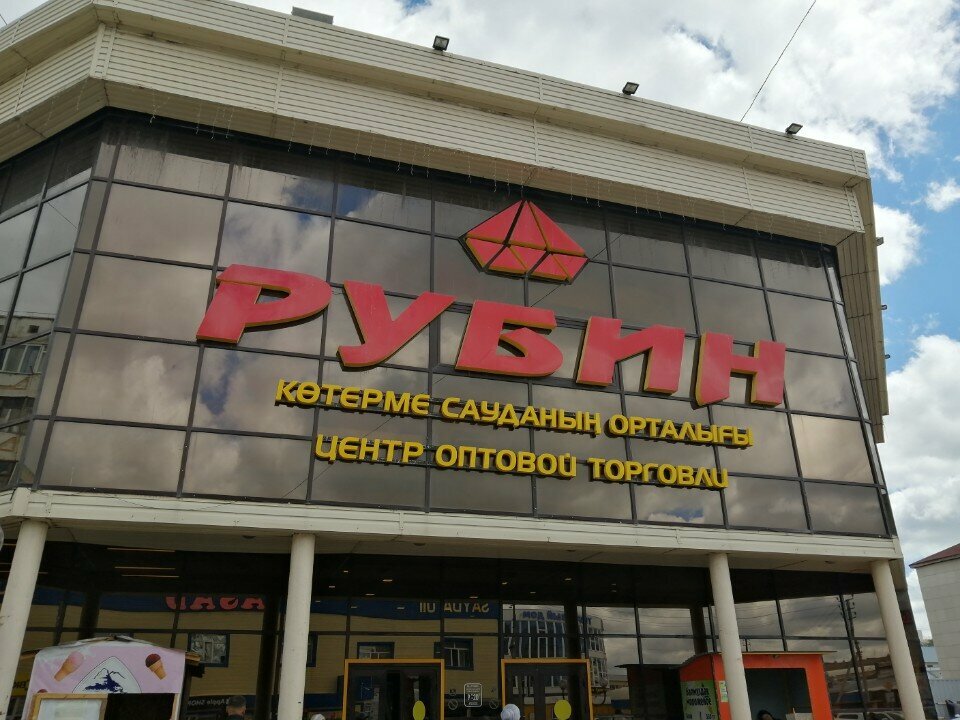 РУБИН
КӨТЕРМЕ САУДАНЫҢ ОРТАЛЫҒЫ
ЦЕНТР ОПТОВОЙ ТОРГОВЛИ